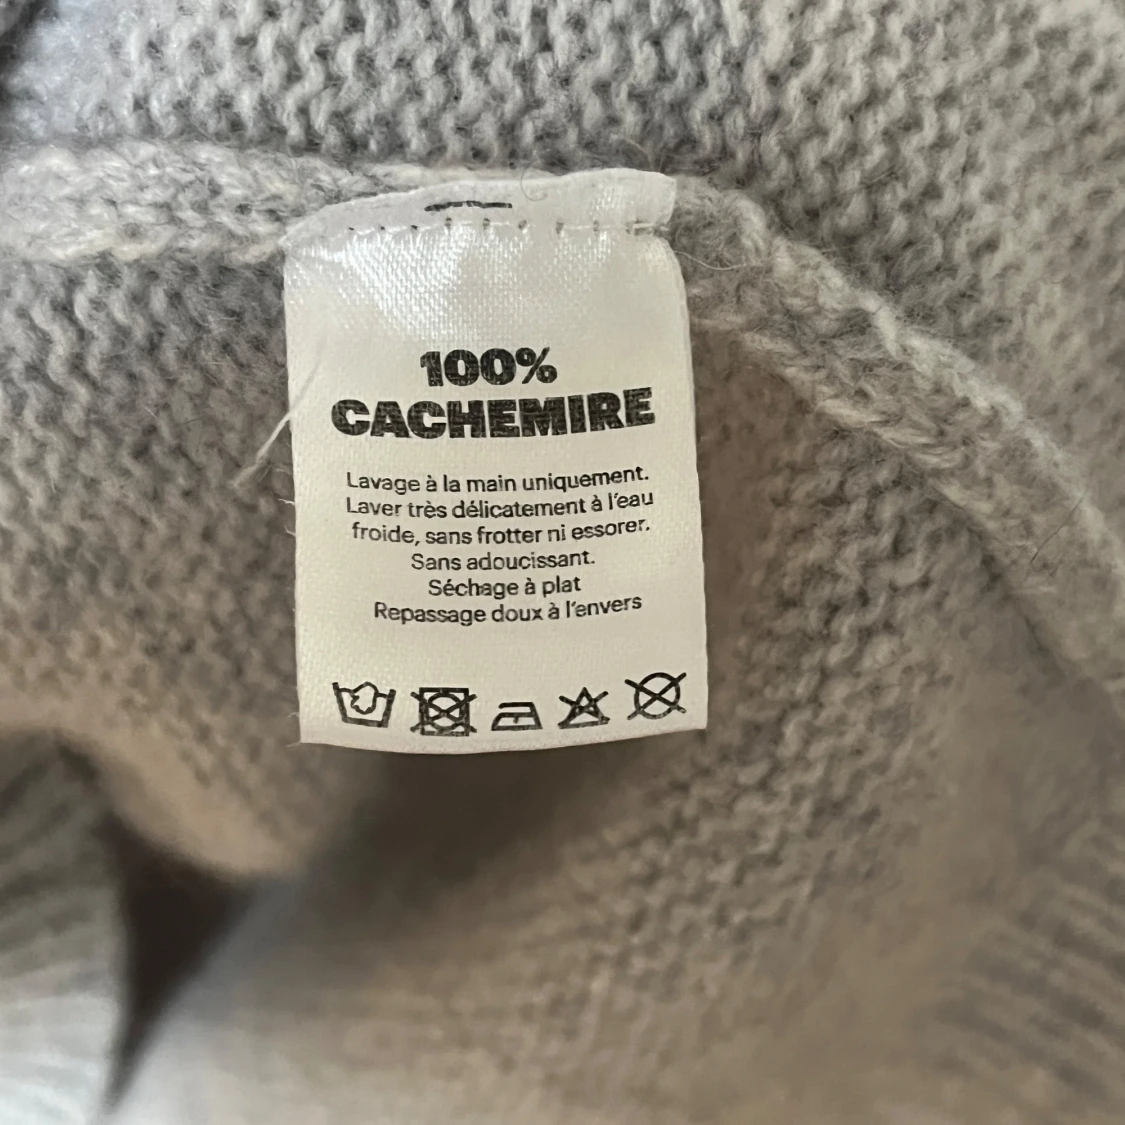 100%
CACHEMIRE
Lavage à la main uniquement.
Laver très délicatement à l'eau
froide, sans frotter ni essorer.
Sans adoucissant.
Séchage à plat
Repassage doux à l'envers